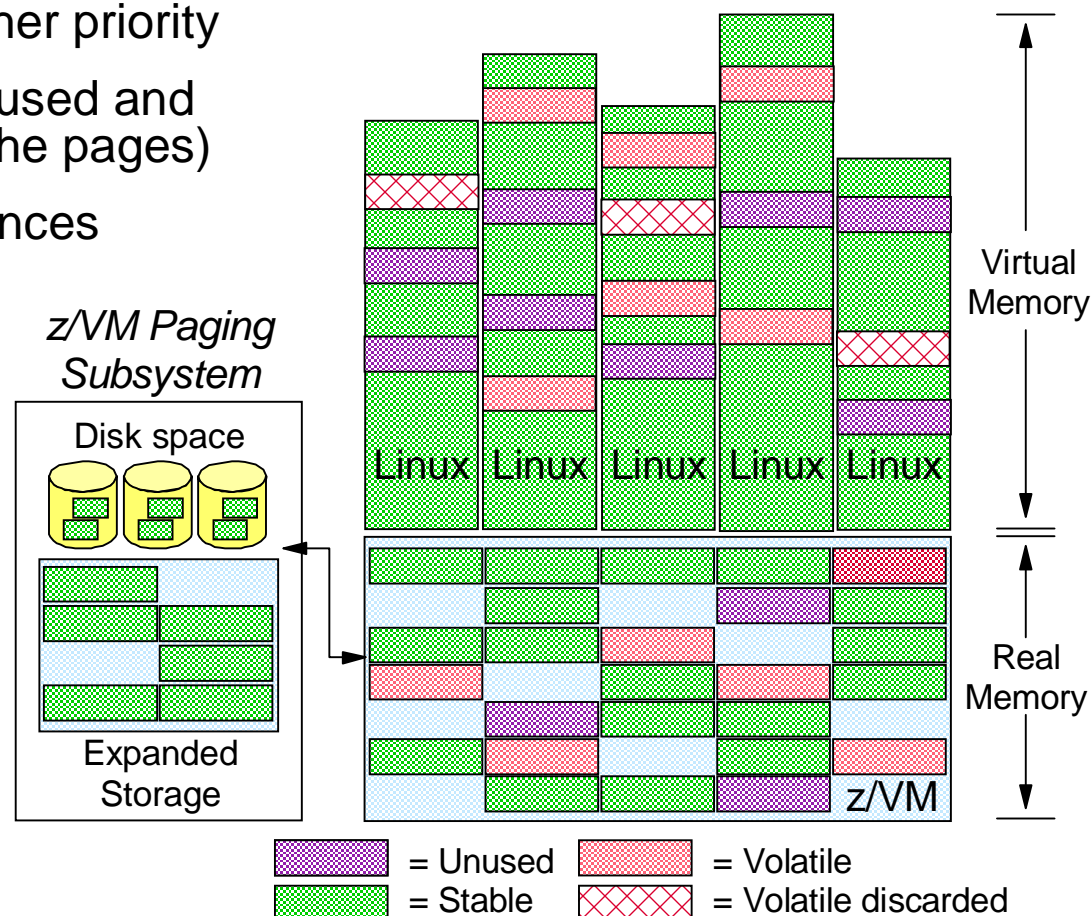 her priority
used and
he pages)
nces
z/VM Paging
Subsystem
Disk space
Expanded
Storage
Linux
Linux
Linux
Linux
Linux
Virtual
Memory
Real
Memory
z/VM
= Unused
= Volatile
= Stable
= Volatile discarded